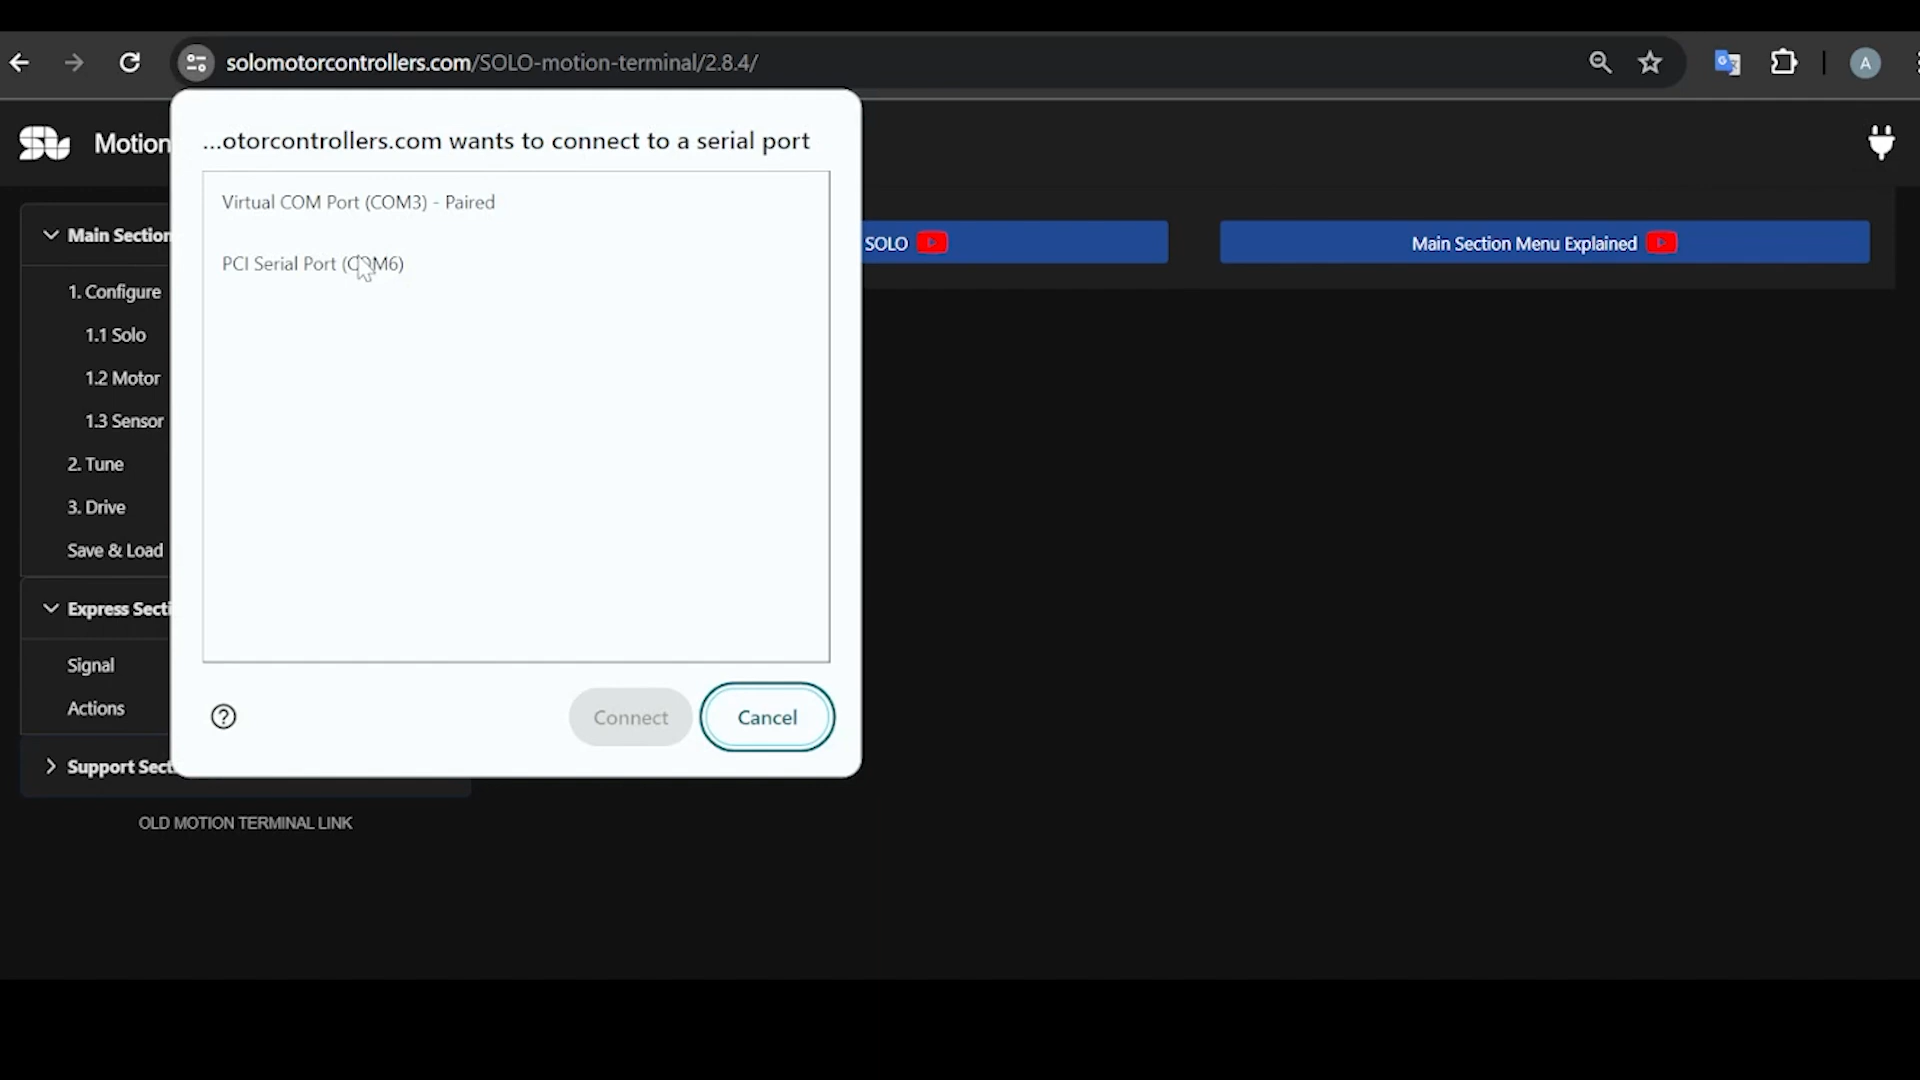 solomotorcontrollers.com/SOLO-motion-terminal/2.8.4/
A
Motion
...otorcontrollers.com wants to connect to a serial port
Virtual COM Port (COM3) - Paired
PCI Serial Port (COM6)
Connect
Cancel
SOLO
Main Section Menu Explained
Main Section
1. Configure
1.1 Solo
1.2 Motor
1.3 Sensor
2. Tune
3. Drive
Save & Load
Express Secti
Signal
Actions
Support Sect
OLD MOTION TERMINAL LINK